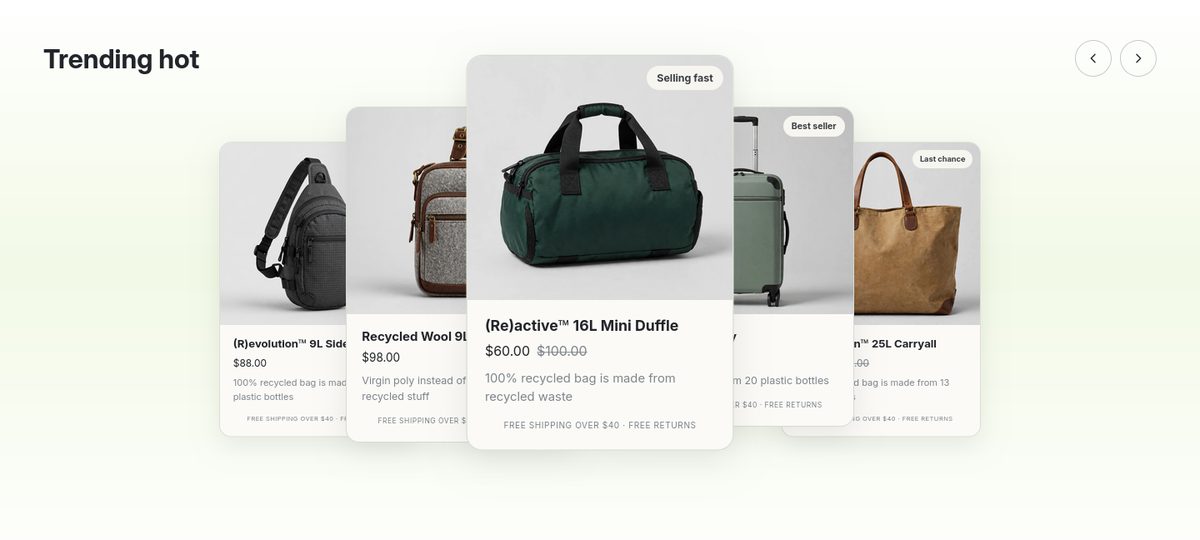 Trending hot
(R)evolution™ 9L Side
$88.00
100% recycled bag is
plastic bottles
FREE SHIPPING OVER $40 ·
Recycled Wool
$98.00
Virgin poly instead of
recycled stuff
FREE SHIPPING OVER
Selling fast
(Re)active™ 16L Mini Duffle
$60.00 $100.00
100% recycled bag is made from
recycled waste
FREE SHIPPING OVER $40 · FREE RETURNS
Best seller
20 plastic bottles
$40 · FREE RETURNS
Last chance
25L Carryall
.00
bag is made from 13
SHIPPING OVER $40 · FREE RETURNS